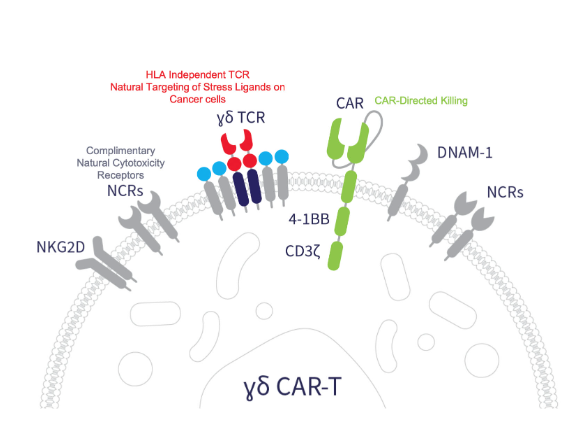 HLA Independent TCR
Natural Targeting of Stress Ligands on
Cancer cells
γδ TCR
CAR
CAR-Directed Killing
Complimentary
Natural Cytotoxicity
Receptors
NCRs
DNAM-1
NCRs
4-1BB
NKG2D
CD3ζ
γδ CAR-T